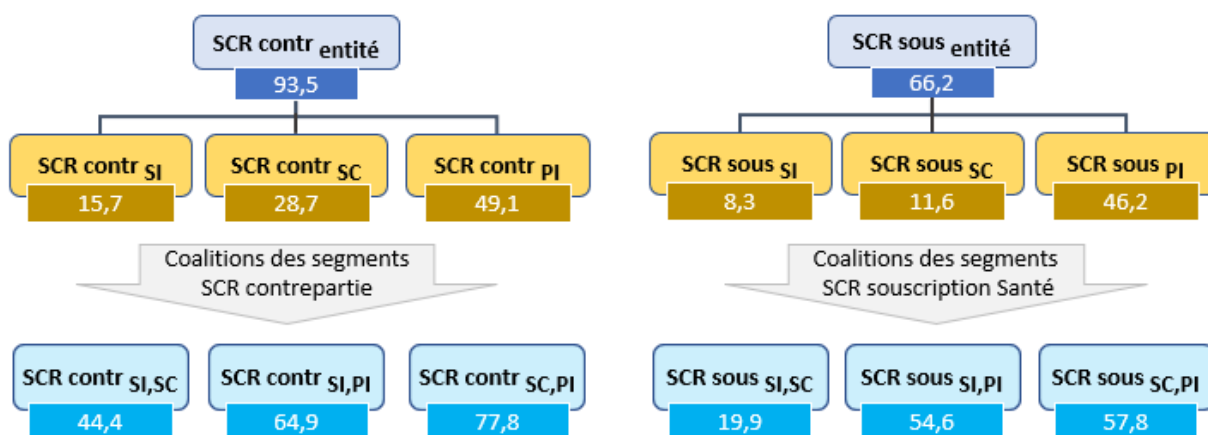 SCR contr entité
93,5
SCR contr SI
15,7
SCR contr SC
28,7
SCR contr PI
49,1
Coalitions des segments
SCR contrepartie
SCR contr SI,SC
44,4
SCR contr SI,PI
64,9
SCR contr SC,PI
77,8
SCR sous entité
66,2
SCR sous SI
8,3
SCR sous SC
11,6
SCR sous PI
46,2
Coalitions des segments
SCR souscription Santé
SCR sous SI,SC
19,9
SCR sous SI,PI
54,6
SCR sous SC,PI
57,8